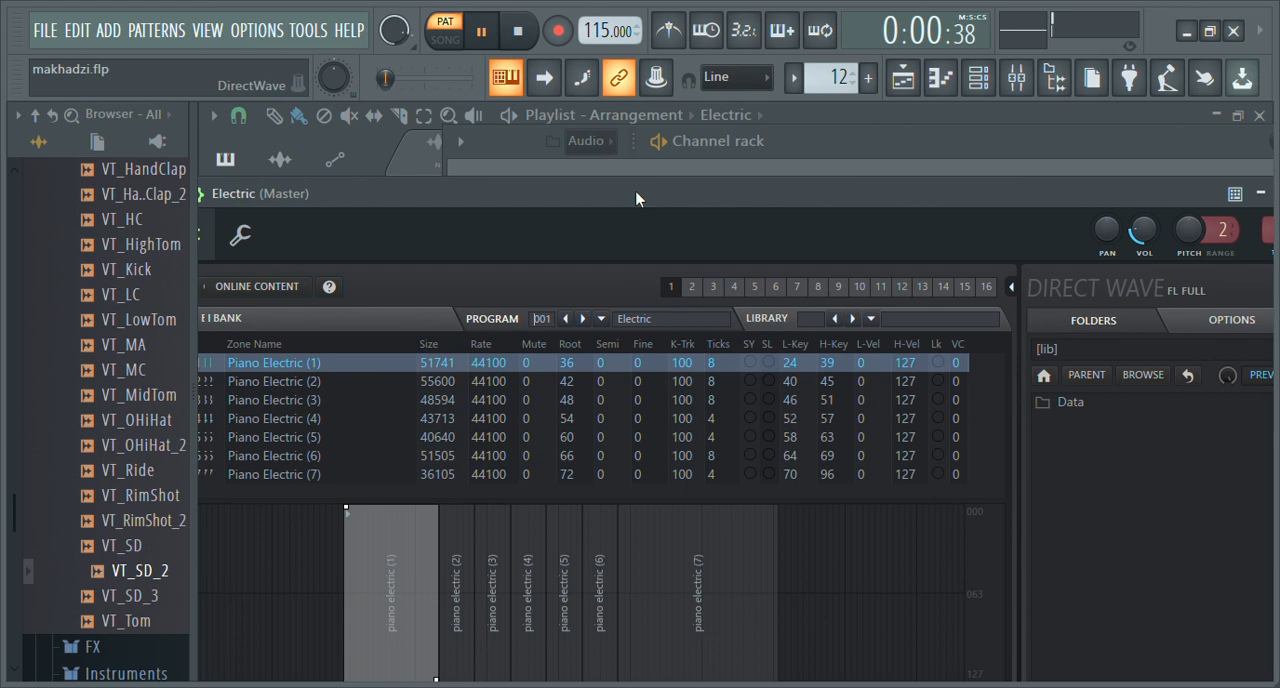 FILE EDIT ADD PATTERNS VIEW OPTIONS TOOLS HELP
PAT
SONG
115.000
3.2.
0:00:38
M:S:CS
makhadzi.flp
DirectWave
Line
12
Browser - All
Playlist - Arrangement
Electric
Audio
Channel rack
VT_HandClap
VT_Ha..Clap_2
VT_HC
VT_HighTom
VT_Kick
VT_LC
VT_LowTom
VT_MA
VT_MC
VT_MidTom
VT_OHiHat
VT_OHiHat_2
VT_Ride
VT_RimShot
VT_RimShot_2
VT_SD
VT_SD_2
VT_SD_3
VT_Tom
FX
Instruments
Electric (Master)
PAN VOL PITCH RANGE
2
ONLINE CONTENT ?
1 2 3 4 5 6 7 8 9 10 11 12 13 14 15 16
BANK
PROGRAM 001 Electric LIBRARY
Zone Name Size Rate Mute Root Semi Fine K-Trk Ticks SY SL L-Key H-Key L-Vel H-Vel Lk VC
Piano Electric (1) 51741 44100 0 36 0 0 100 8 24 39 0 127 0
Piano Electric (2) 55600 44100 0 42 0 0 100 8 40 45 0 127 0
Piano Electric (3) 48594 44100 0 48 0 0 100 8 46 51 0 127 0
Piano Electric (4) 43713 44100 0 54 0 0 100 4 52 57 0 127 0
Piano Electric (5) 40640 44100 0 60 0 0 100 4 58 63 0 127 0
Piano Electric (6) 51505 44100 0 66 0 0 100 8 64 69 0 127 0
Piano Electric (7) 36105 44100 0 72 0 0 100 4 70 96 0 127 0
piano electric (1)
piano electric (2)
piano electric (3)
piano electric (4)
piano electric (5)
piano electric (6)
piano electric (7)
000
063
127
DIRECT WAVE FL FULL
FOLDERS OPTIONS
[lib]
PARENT BROWSE PREV
Data